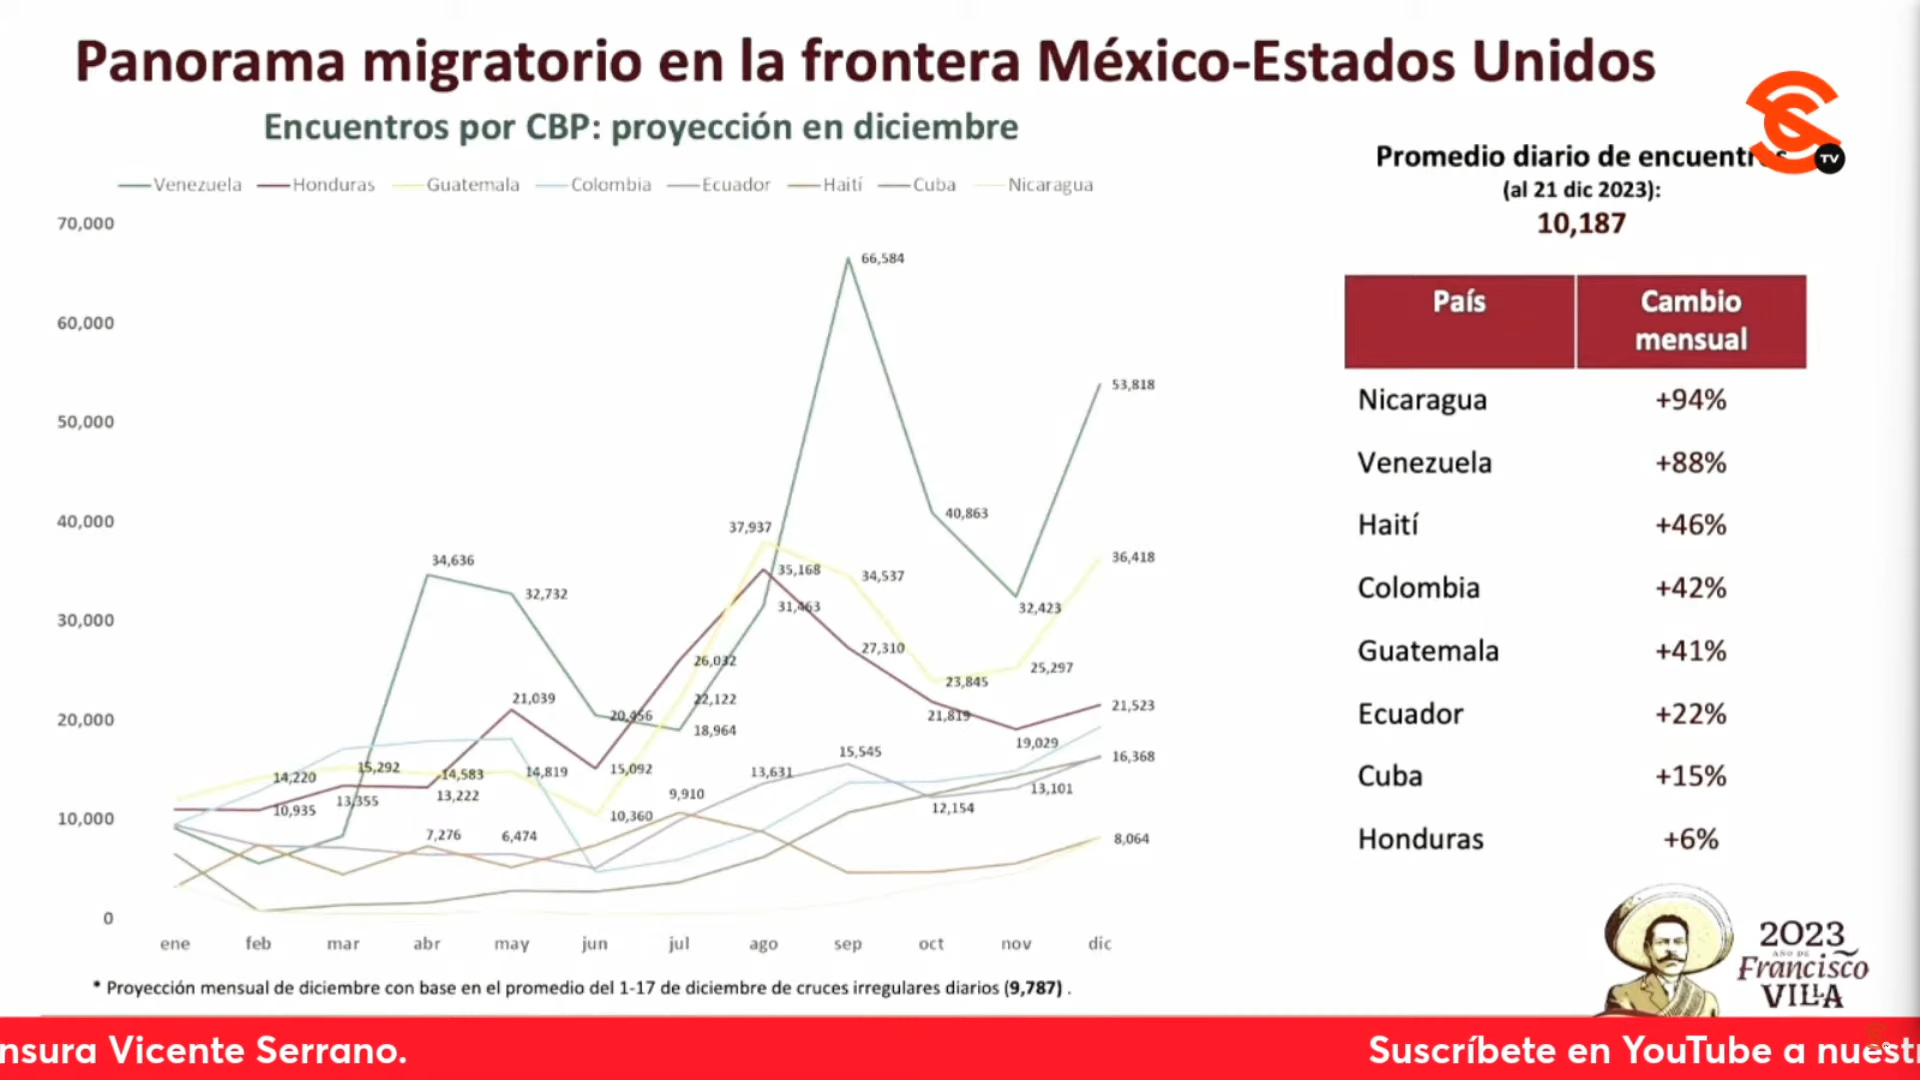 Panorama migratorio en la frontera México-Estados Unidos
Encuentros por CBP: proyección en diciembre
Venezuela Honduras Guatemala Colombia Ecuador Haití Cuba Nicaragua
70,000
60,000
50,000
40,000
30,000
20,000
10,000
0
66,584
53,818
40,863
37,937
36,418
34,636
35,168
34,537
32,732
31,463
32,423
27,310
26,032
25,297
23,845
22,122
21,039
20,456
18,964
21,819
21,523
19,029
15,545
16,368
14,220
15,292
14,583
14,819
15,092
13,631
13,101
10,935
13,355
13,222
9,910
12,154
10,360
7,276
6,474
8,064
ene feb mar abr may jun jul ago sep oct nov dic
* Proyección mensual de diciembre con base en el promedio del 1-17 de diciembre de cruces irregulares diarios (9,787) .
TV
Promedio diario de
(al 21 dic 2023):
10,187
País Cambio mensual
Nicaragua +94%
Venezuela +88%
Haití +46%
Colombia +42%
Guatemala +41%
Ecuador +22%
Cuba +15%
Honduras +6%
2023
AÑO DE
Francisco
VILLA
nsura Vicente Serrano.
Suscríbete en YouTube a nuest